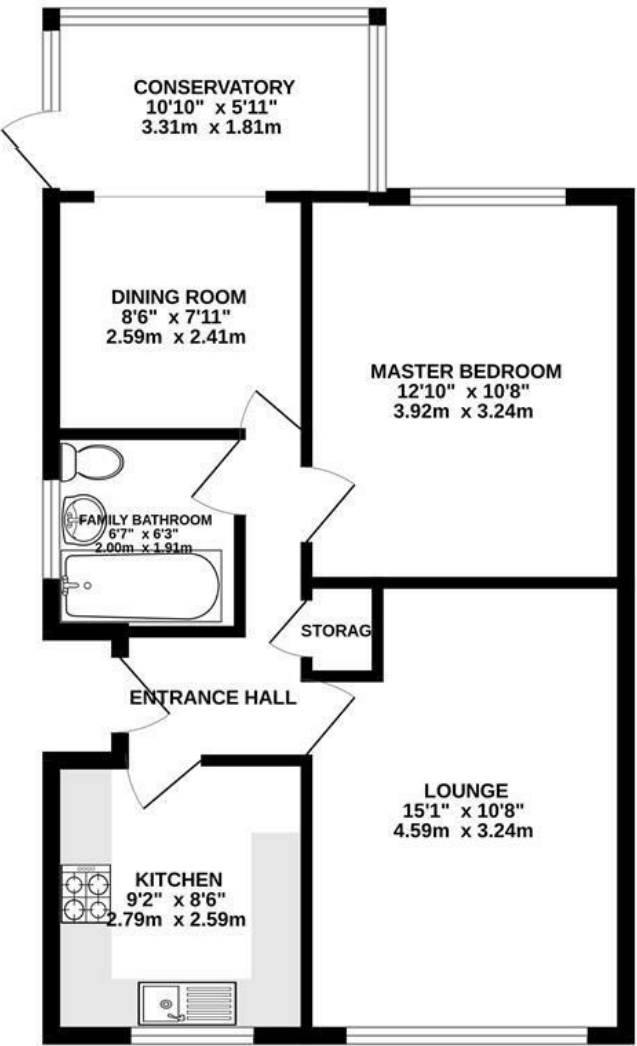 CONSERVATORY
10'10" x 5'11"
3.31m x 1.81m
DINING ROOM
8'6" x 7'11"
2.59m x 2.41m
MASTER BEDROOM
12'10" x 10'8"
3.92m x 3.24m
FAMILY BATHROOM
6'7" x 6'3"
2.00m x 1.91m
STORAG
ENTRANCE HALL
LOUNGE
15'1" x 10'8"
4.59m x 3.24m
KITCHEN
9'2" x 8'6"
2.79m x 2.59m